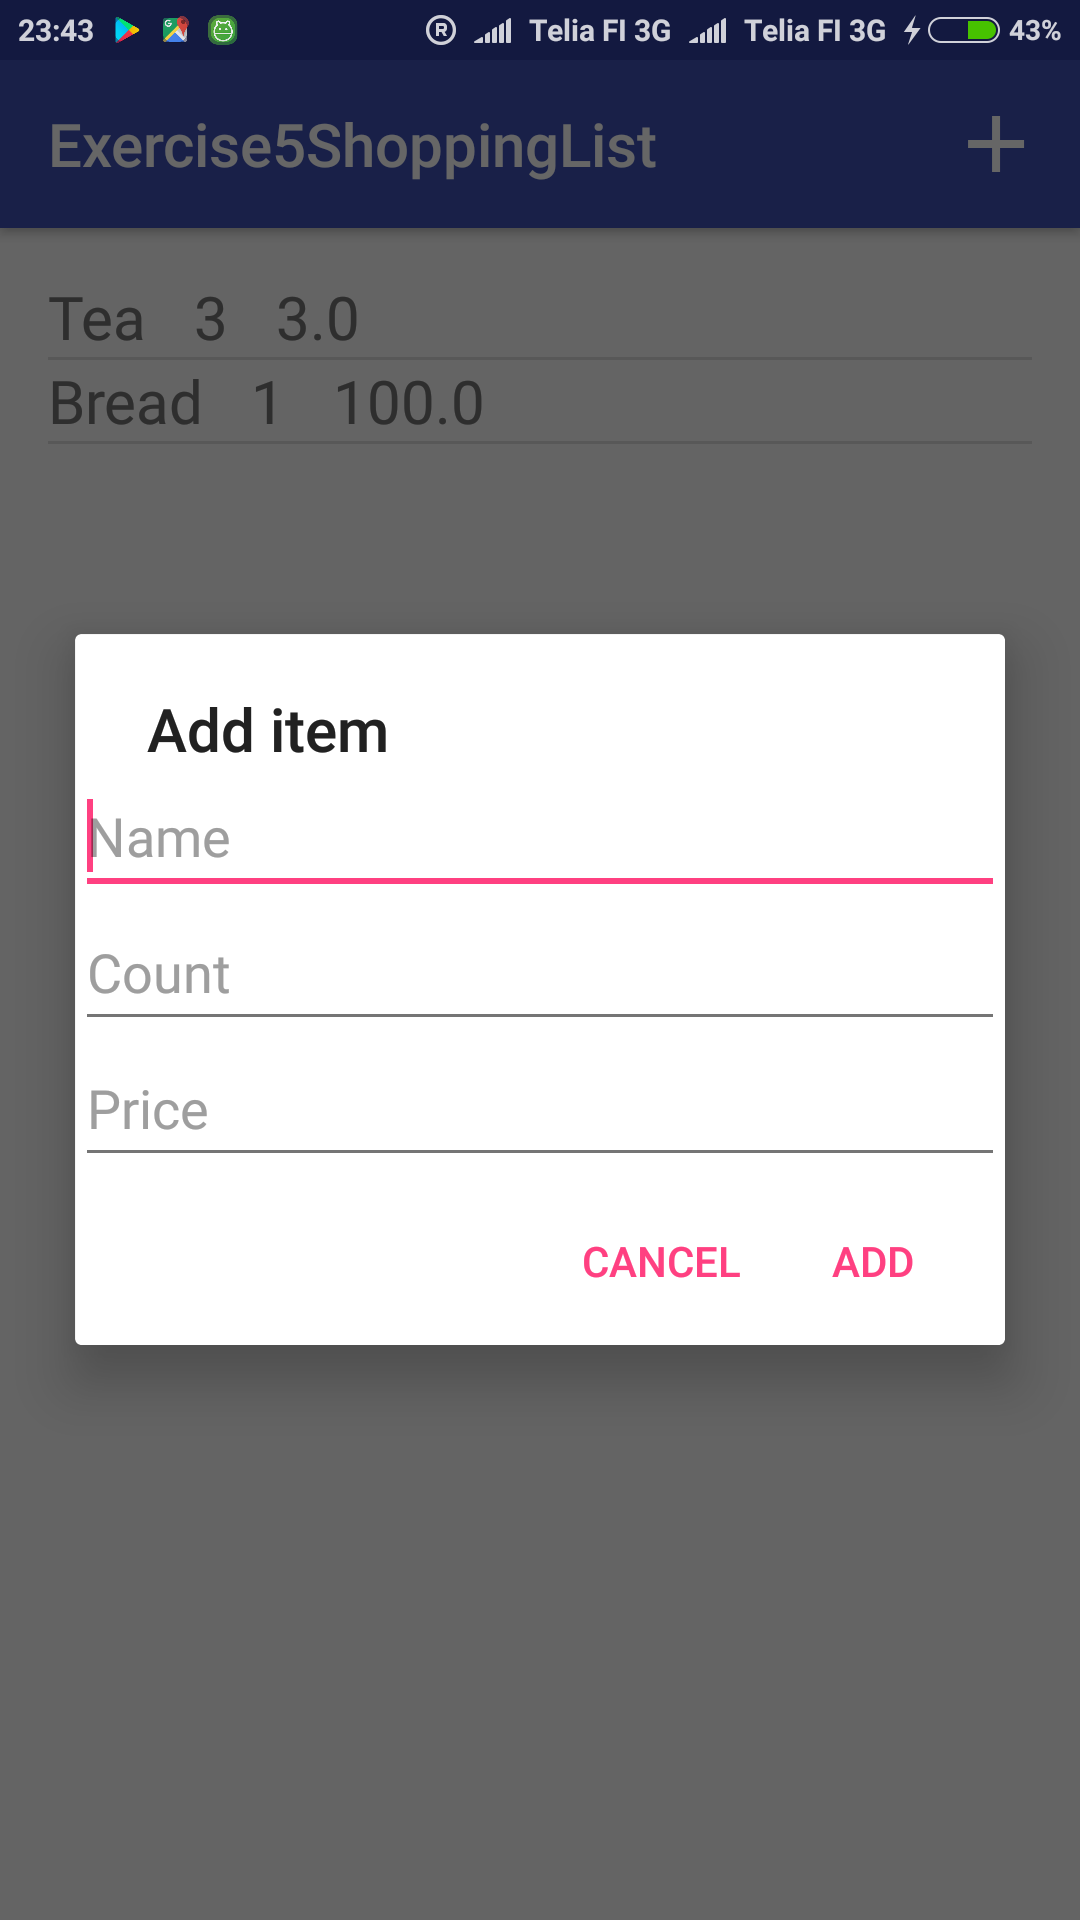 23:43 R Telia FI 3G Telia FI 3G 43%
Exercise5ShoppingList
Tea 3 3.0
Bread 1 100.0
Add item
Name
Count
Price
CANCEL ADD